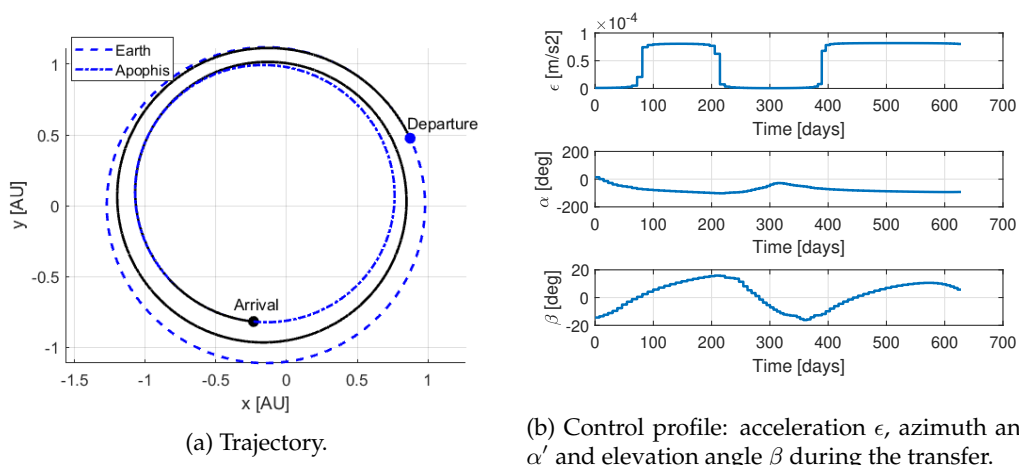 Earth
Apophis
Departure
Arrival
1
0.5
0
-0.5
-1
y [AU]
-1.5 -1 -0.5 0 0.5 1
x [AU]
(a) Trajectory.
×10-4
1
0.5
0
ϵ [m/s2]
0 100 200 300 400 500 600 700
Time [days]
200
0
-200
α [deg]
0 100 200 300 400 500 600 700
Time [days]
20
0
-20
β [deg]
0 100 200 300 400 500 600 700
Time [days]
(b) Control profile: acceleration ϵ, azimuth an
α′ and elevation angle β during the transfer.